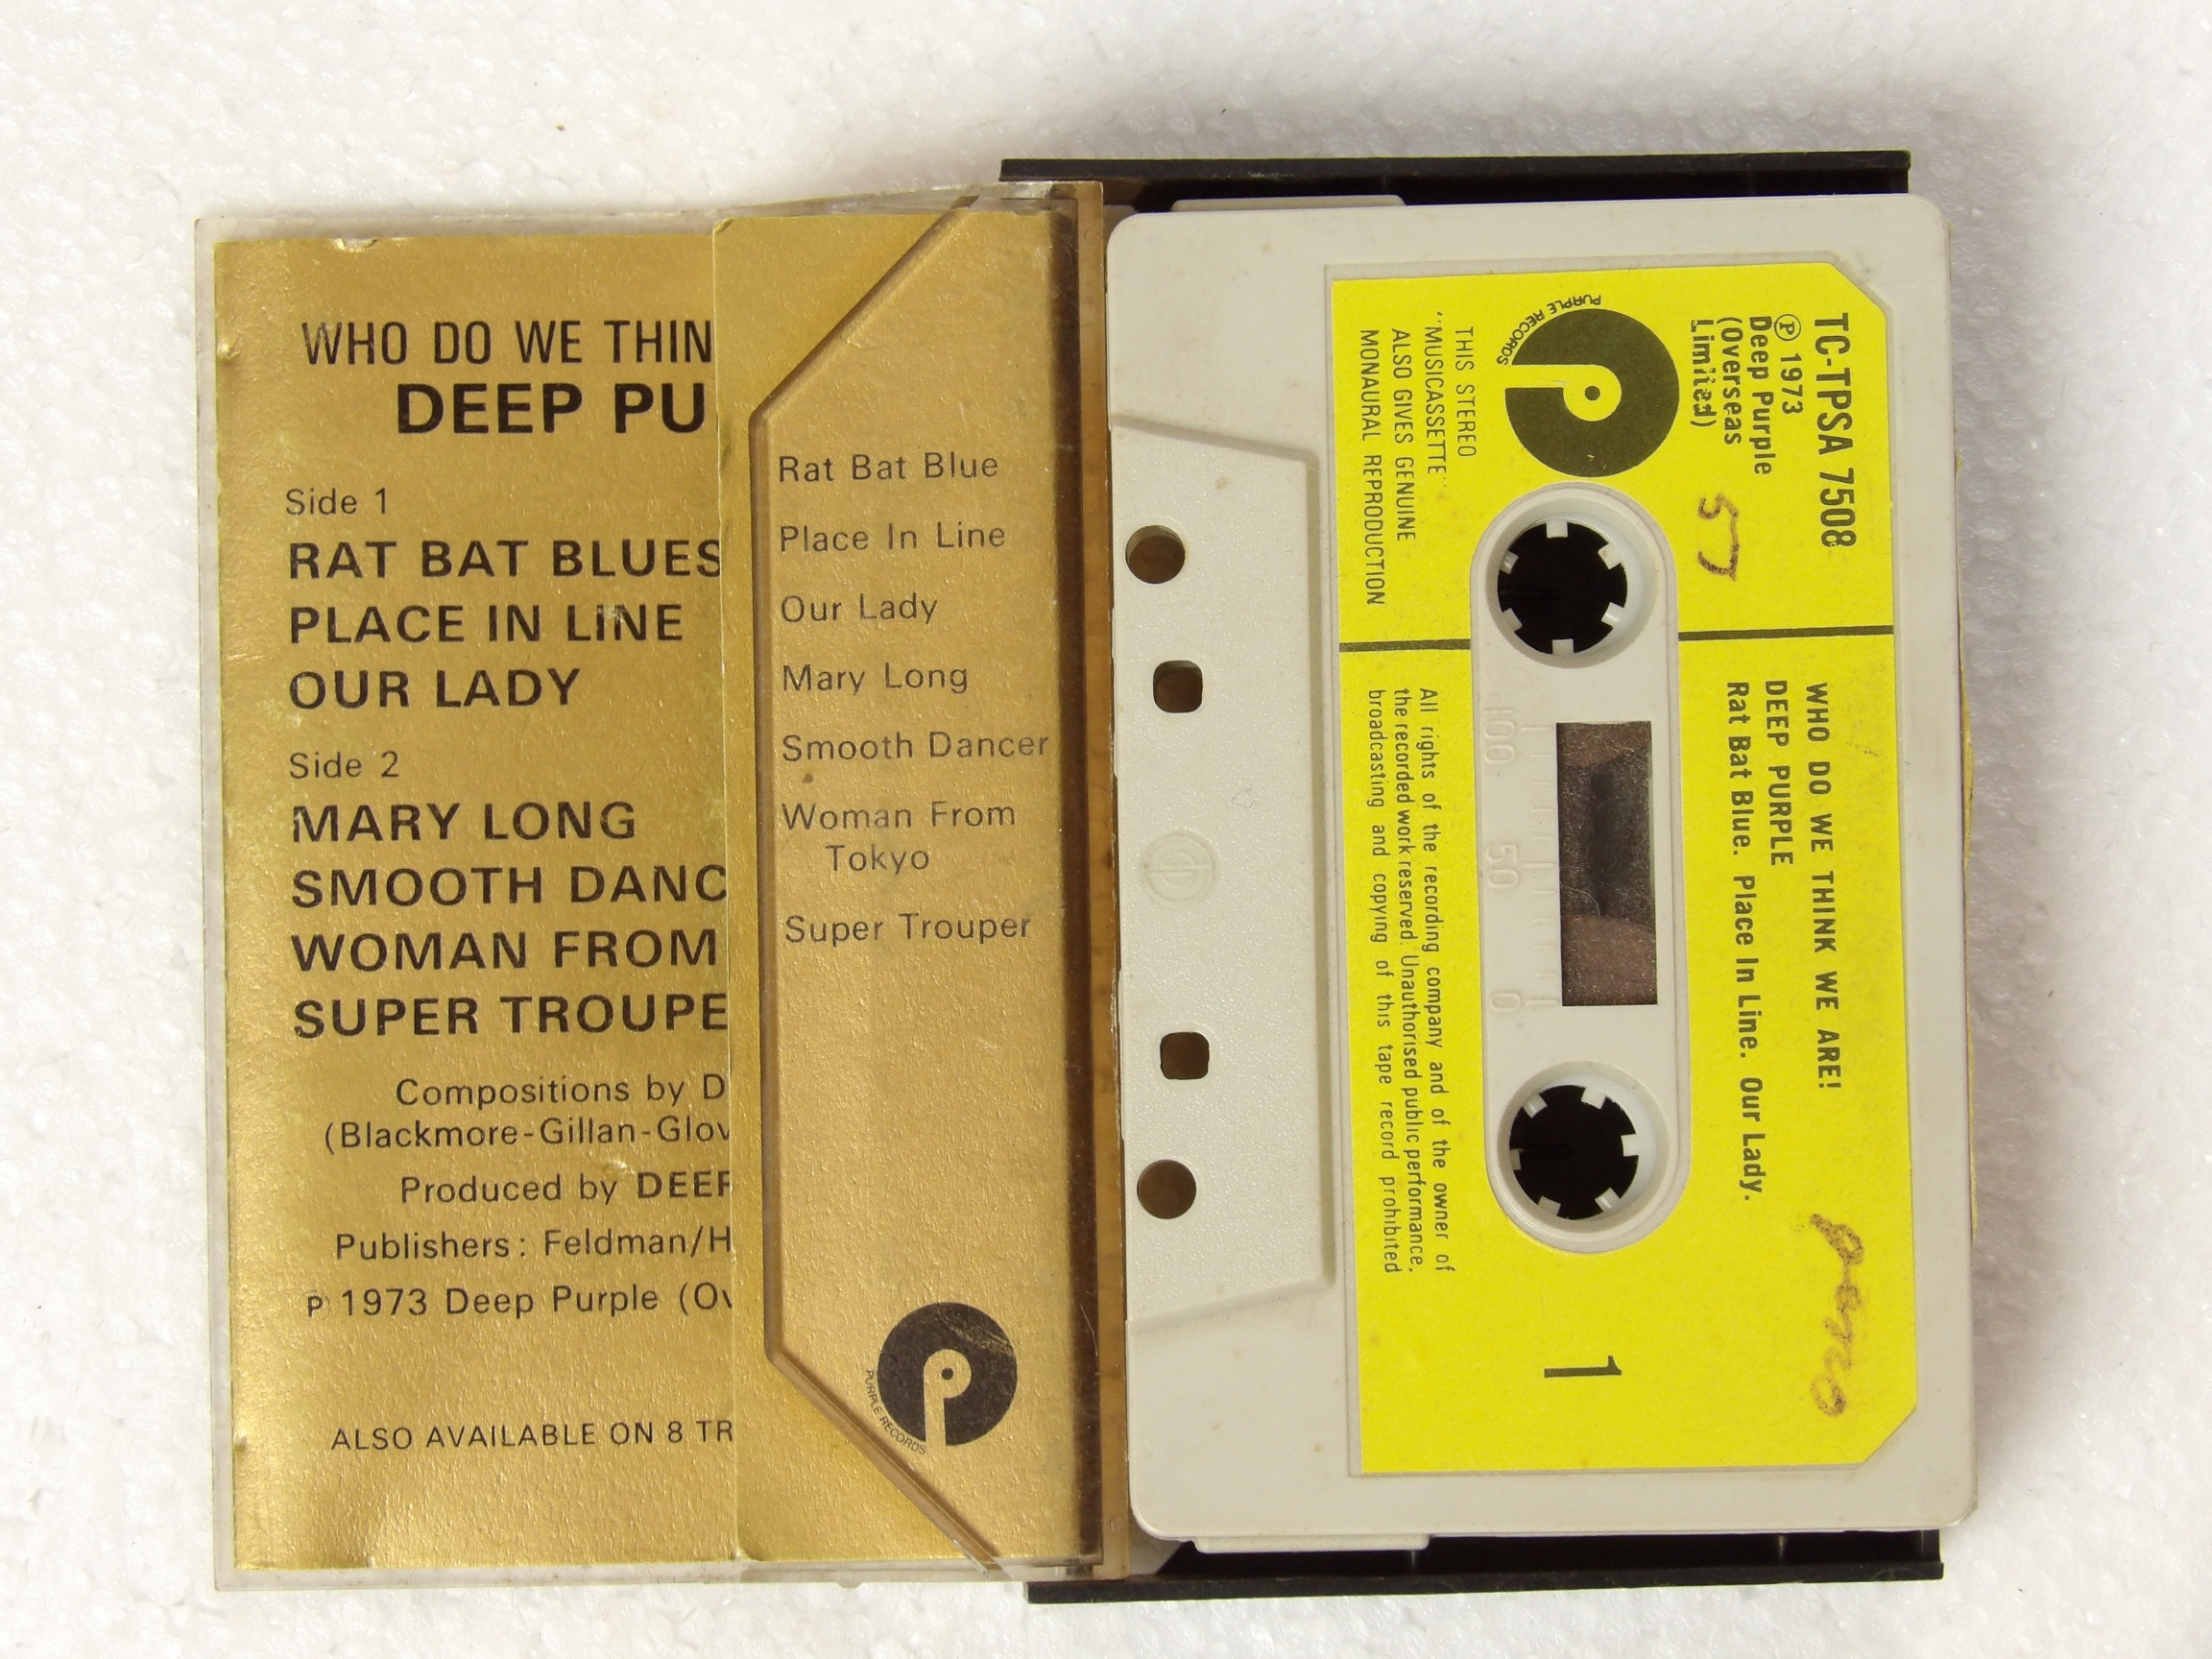 WHO DO WE THIN
DEEP PU
Side 1
RAT BAT BLUES
PLACE IN LINE
OUR LADY
Side 2
MARY LONG
SMOOTH DANC
WOMAN FROM
SUPER TROUPE
Compositions by D
(Blackmore-Gillan-Glov
Produced by DEEP
Publishers: Feldman/H
P 1973 Deep Purple (Ov
ALSO AVAILABLE ON 8 TR
Rat Bat Blue
Place In Line
Our Lady
Mary Long
Smooth Dancer
Woman From
Tokyo
Super Trouper
PURPLE RECORDS
TC-TPSA 7508
Ⓟ 1973
Deep Purple
(Overseas
Limited)
PURPLE RECORDS
THIS STEREO
"MUSICASSETTE"
ALSO GIVES GENUINE
MONAURAL REPRODUCTION
WHO DO WE THINK WE ARE!
DEEP PURPLE
Rat Bat Blue. Place In Line. Our Lady.
100 50 0
All rights of the recording company and of the owner of
the recorded work reserved. Unauthorised public performance,
broadcasting and copying of this tape record prohibited
1